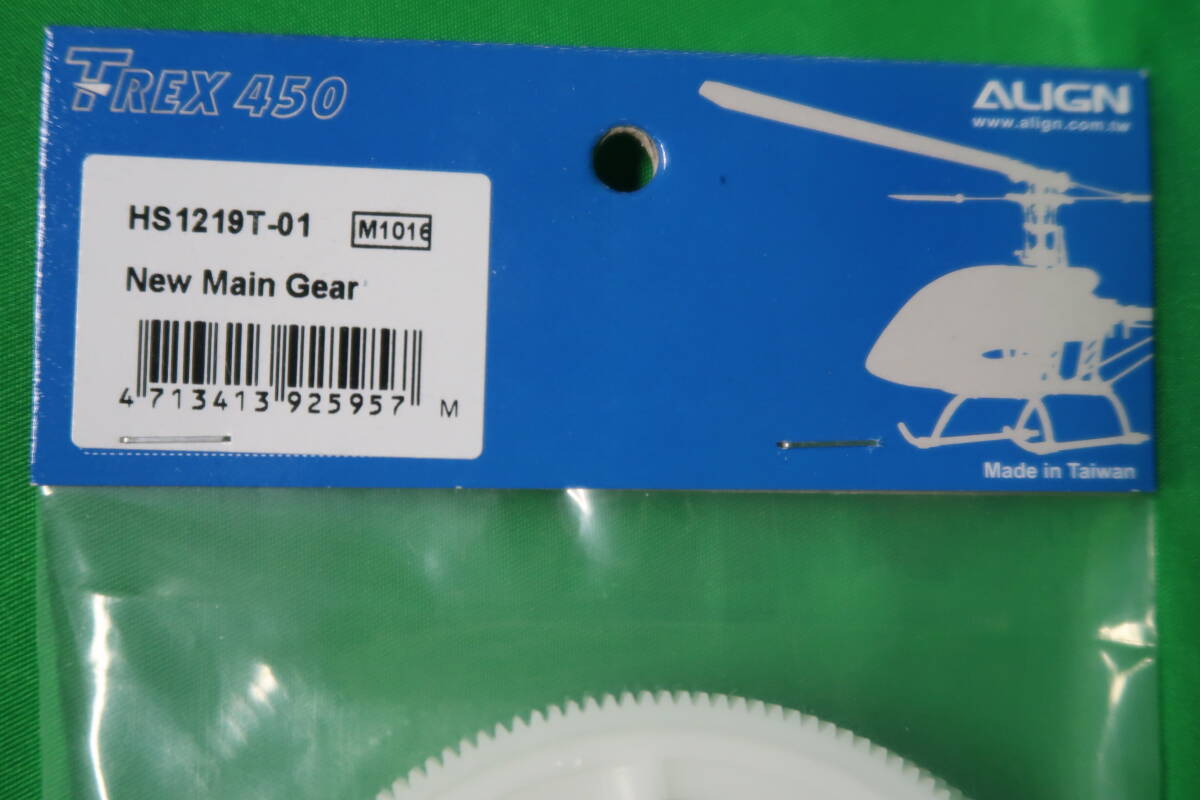 TREX 450
ALIGN
www.align.com.tw
HS1219T-01 M1016
New Main Gear
4 713413 925957 M
Made in Taiwan